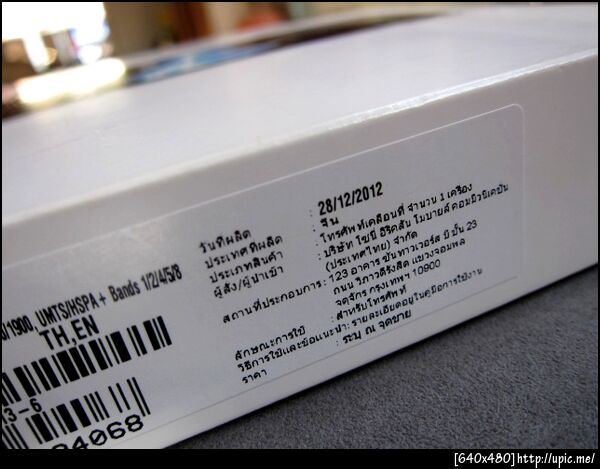 วันที่ผลิต : 28/12/2012
ประเทศที่ผลิต : จีน
ประเภทสินค้า : โทรศัพท์เคลื่อนที่ จำนวน 1 เครื่อง
ผู้สั่ง/ผู้นำเข้า : บริษัท โซนี่ อีริคสัน โมบายล์ คอมมิวนิเคชั่น
(ประเทศไทย) จำกัด
สถานที่ประกอบการ : 123 อาคาร ซันทาวเวอร์ส บี ชั้น 23
ถนน วิภาวดีรังสิต แขวงจอมพล
จตุจักร กรุงเทพฯ 10900
ลักษณะการใช้ : สำหรับโทรศัพท์
วิธีการใช้และข้อแนะนำ : รายละเอียดอยู่ในคู่มือการใช้งาน
ราคา : ระบุ ณ จุดขาย
/1900, UMTS/HSPA+ Bands 1/2/4/5/8
TH,EN
3-6
4068
[640x480]http://upic.me/